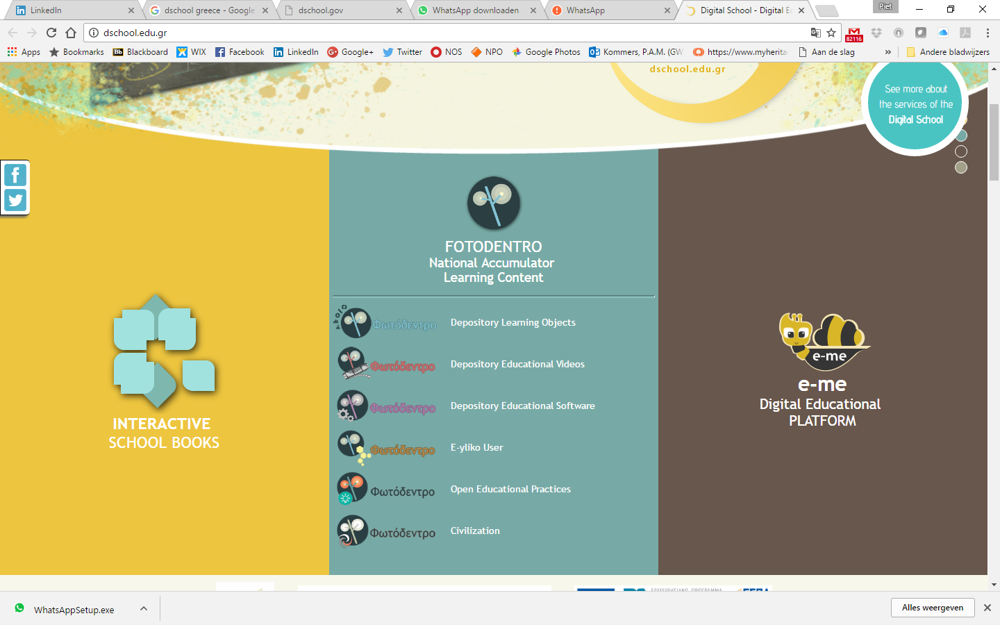 LinkedIn
dschool greece - Google
dschool.gov
WhatsApp downloaden
WhatsApp
Digital School - Digital Ec
Piet
dschool.edu.gr
82116
Apps
Bookmarks
Bb Blackboard
WIX
Facebook
LinkedIn
Google+
Twitter
NOS
NPO
Google Photos
Kommers, P.A.M. (GW
https://www.myherita
Aan de slag
»
Andere bladwijzers
dschool.edu.gr
See more about
the services of the
Digital School
FOTODENTRO
National Accumulator
Learning Content
Φωτόδεντρο Depository Learning Objects
Φωτόδεντρο Depository Educational Videos
Φωτόδεντρο Depository Educational Software
Φωτόδεντρο E-yliko User
Φωτόδεντρο Open Educational Practices
Φωτόδεντρο Civilization
INTERACTIVE
SCHOOL BOOKS
e-me
e-me
Digital Educational
PLATFORM
ΕΠΙΧΕΙΡΗΣΙΑΚΟ ΠΡΟΓΡΑΜΜΑ
WhatsAppSetup.exe
Alles weergeven